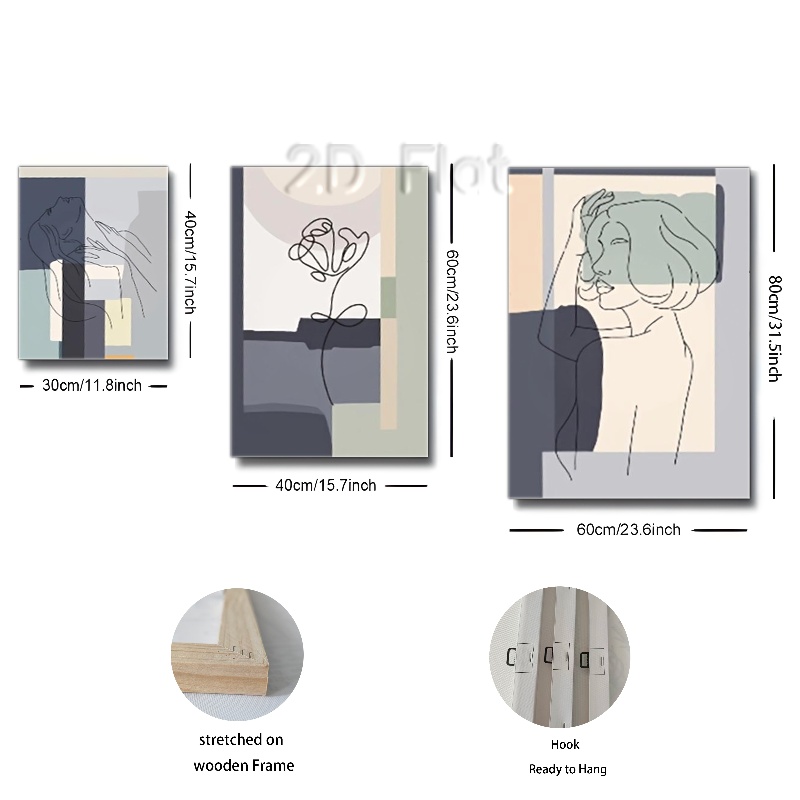 2D Flat
40cm/15.7inch
30cm/11.8inch
60cm/23.6inch
40cm/15.7inch
80cm/31.5inch
60cm/23.6inch
stretched on
wooden Frame
Hook
Ready to Hang